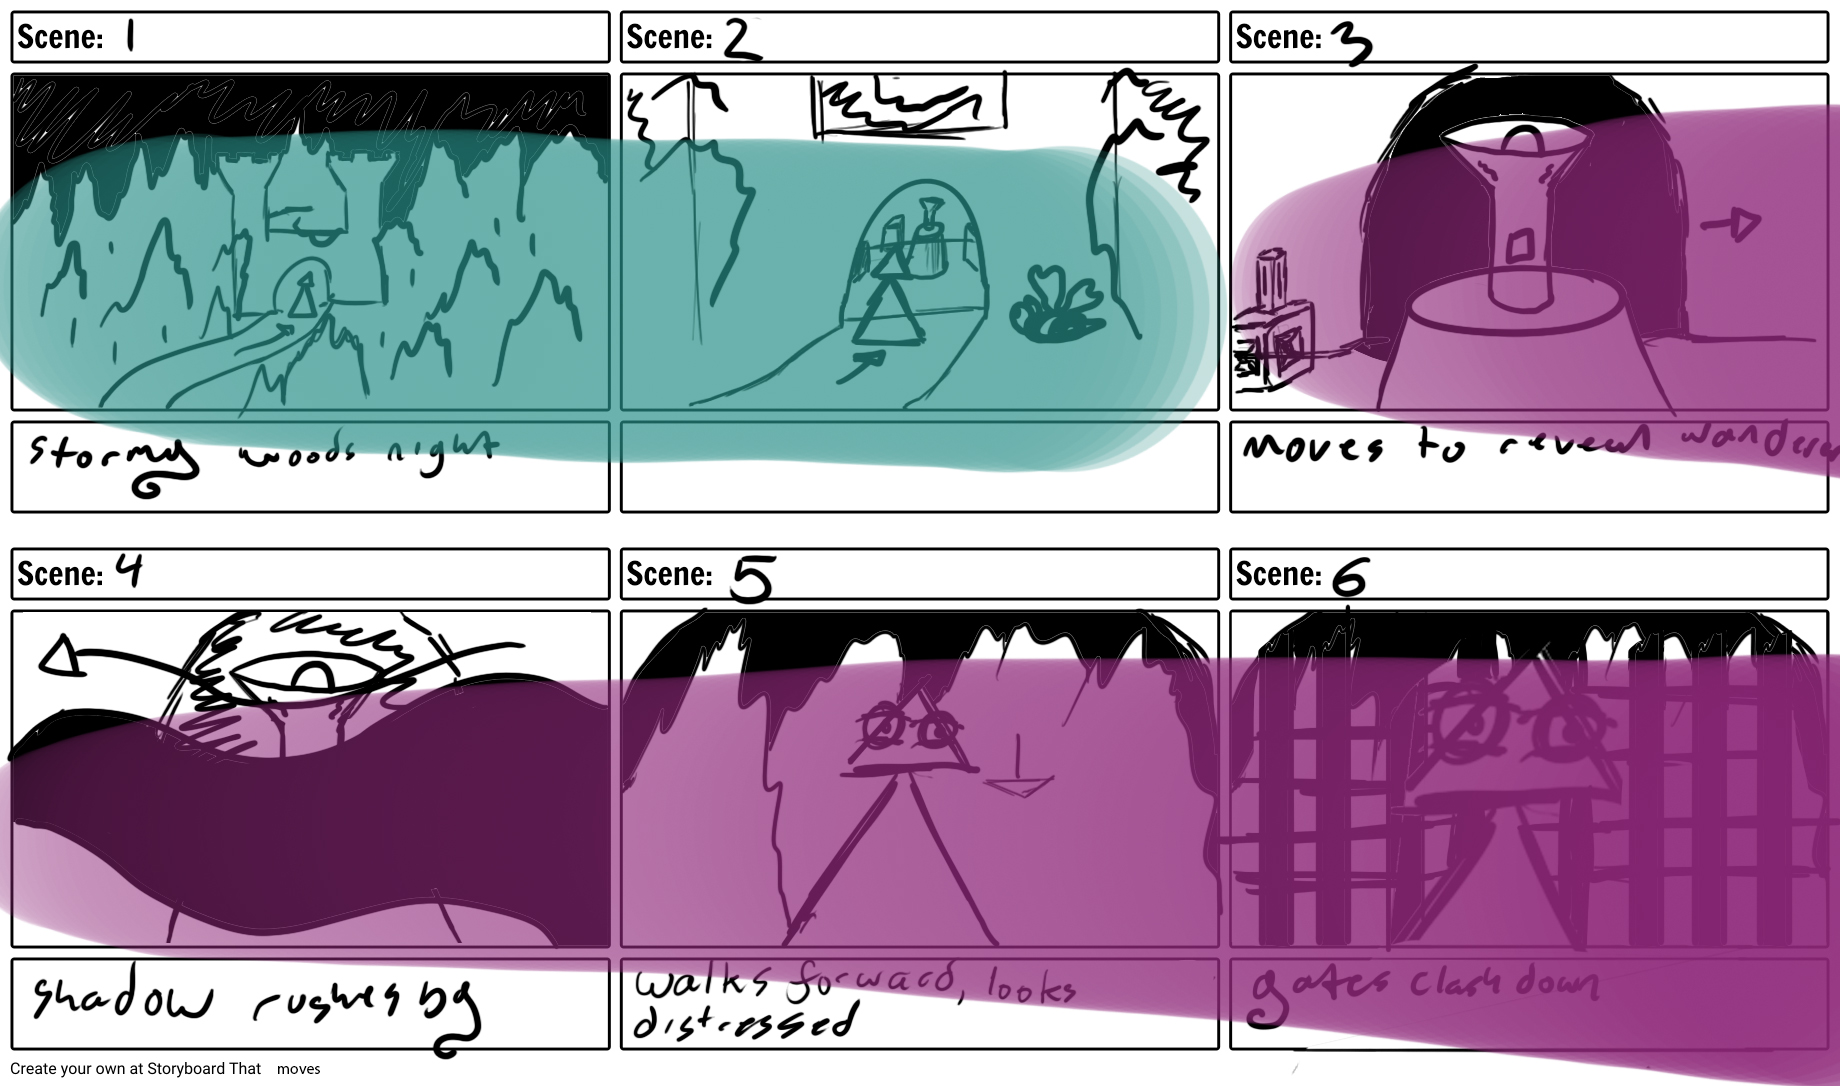 Scene: 1
Scene: 2
Scene: 3
stormy woods night
moves to reveal wanderer
Scene: 4
Scene: 5
Scene: 6
shadow rushes by
walks forward, looks
distressed
gates clash down
Create your own at Storyboard That moves